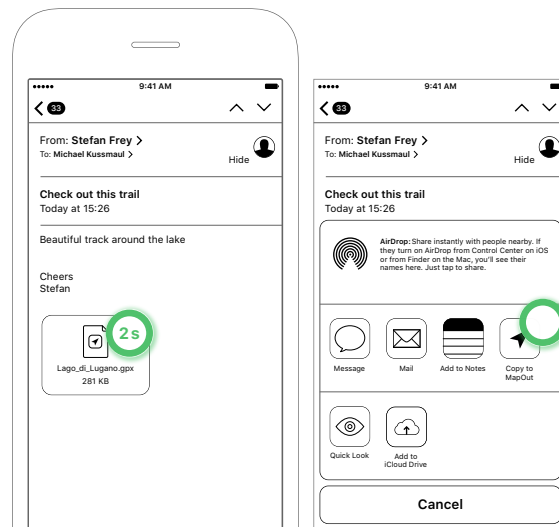 9:41 AM
33
From: Stefan Frey
To: Michael Kussmaul
Hide
Check out this trail
Today at 15:26
Beautiful track around the lake
Cheers
Stefan
2s
Lago_di_Lugano.gpx
281 KB
9:41 AM
33
From: Stefan Frey
To: Michael Kussmaul
Hide
Check out this trail
Today at 15:26
AirDrop: Share instantly with people nearby. If
they turn on AirDrop from Control Center on iOS
or from Finder on the Mac, you'll see their
names here. Just tap to share.
Message
Mail
Add to Notes
Copy to
MapOut
Quick Look
Add to
iCloud Drive
Cancel